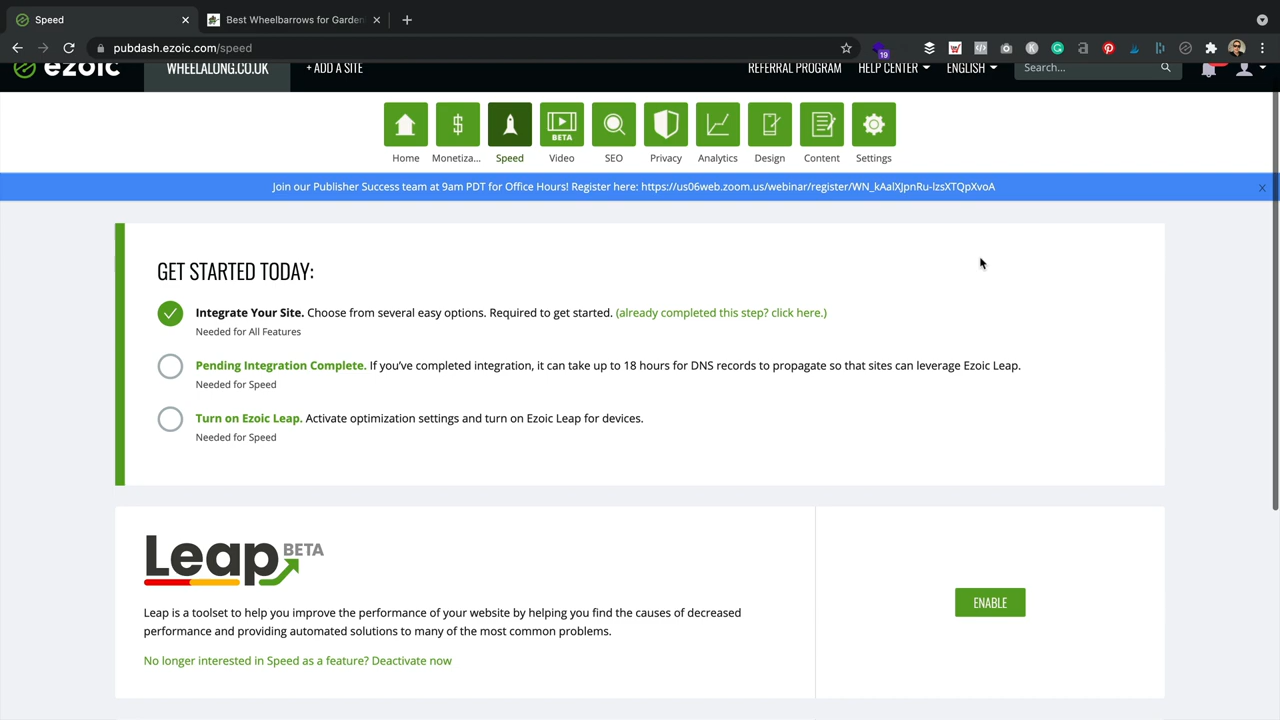 Speed
Best Wheelbarrows for Garden
pubdash.ezoic.com/speed
19
ezoic
WHEELALONG.CO.UK
+ ADD A SITE
REFERRAL PROGRAM
HELP CENTER
ENGLISH
Search...
BETA
Home
Monetiza...
Speed
Video
SEO
Privacy
Analytics
Design
Content
Settings
Join our Publisher Success team at 9am PDT for Office Hours! Register here: https://us06web.zoom.us/webinar/register/WN_kAalXJpnRu-lzsXTQpXvoA
GET STARTED TODAY:
Integrate Your Site. Choose from several easy options. Required to get started. (already completed this step? click here.)
Needed for All Features
Pending Integration Complete. If you've completed integration, it can take up to 18 hours for DNS records to propagate so that sites can leverage Ezoic Leap.
Needed for Speed
Turn on Ezoic Leap. Activate optimization settings and turn on Ezoic Leap for devices.
Needed for Speed
Leap BETA
Leap is a toolset to help you improve the performance of your website by helping you find the causes of decreased
performance and providing automated solutions to many of the most common problems.
ENABLE
No longer interested in Speed as a feature? Deactivate now